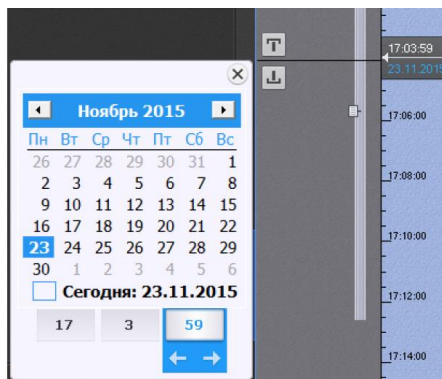 Ноябрь 2015
Пн Вт Ср Чт Пт Сб Вс
26 27 28 29 30 31 1
2 3 4 5 6 7 8
9 10 11 12 13 14 15
16 17 18 19 20 21 22
23 24 25 26 27 28 29
30 1 2 3 4 5 6
Сегодня: 23.11.2015
17 3 59
17:03:59
23.11.2015
17:06:00
17:08:00
17:10:00
17:12:00
17:14:00